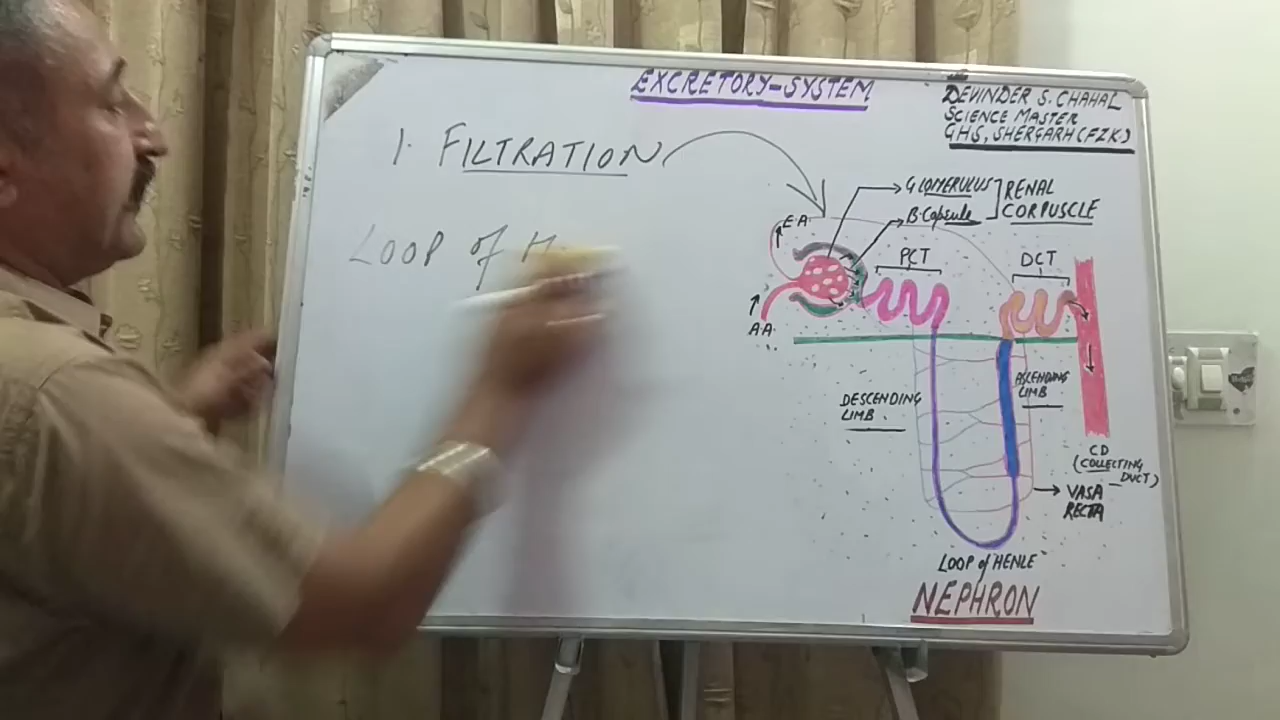 EXCRETORY-SYSTEM
DEVINDER S. CHAHAL
SCIENCE MASTER
GHS, SHERGARH (FZK)
1. FILTRATION
LOOP of H
GLOMERULUS
B. Capsule
RENAL
CORPUSCLE
E.A.
PCT
DCT
A.A.
DESCENDING
LIMB.
ASCENDING
LIMB
CD
(COLLECTING
DUCT)
VASA
RECTA
LOOP of HENLE
NEPHRON